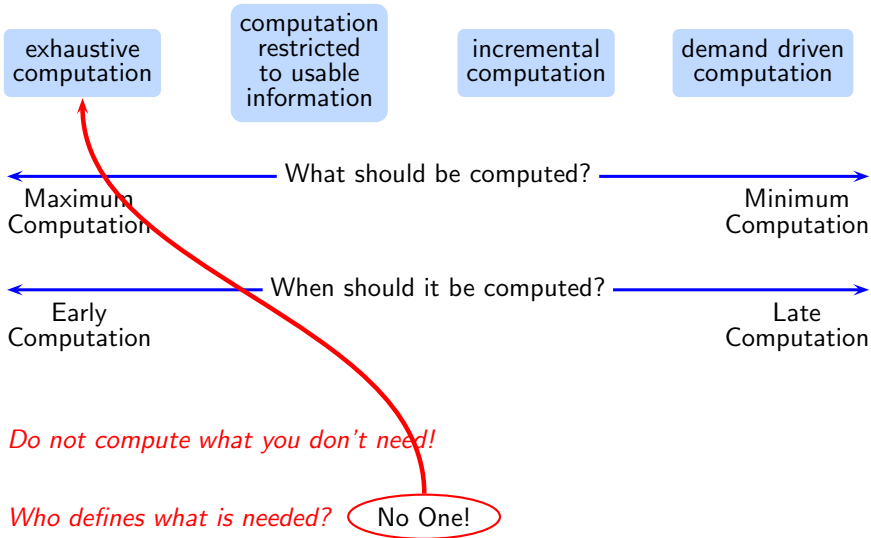 exhaustive
computation
computation
restricted
to usable
information
incremental
computation
demand driven
computation
What should be computed?
Maximum
Computation
Minimum
Computation
When should it be computed?
Early
Computation
Late
Computation
Do not compute what you don't need!
Who defines what is needed?
No One!